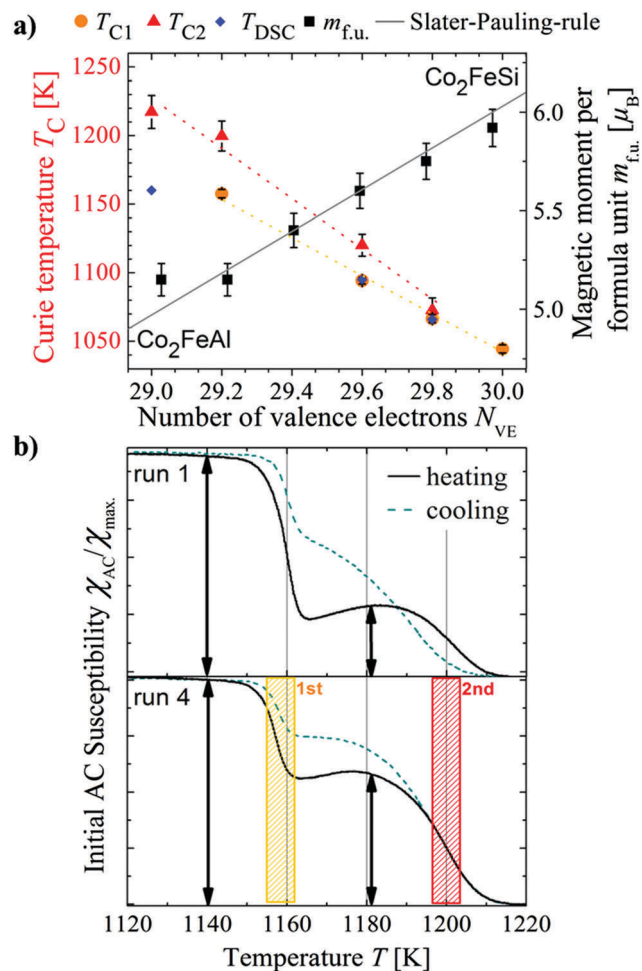 a)
T_C1 T_C2 T_DSC m_f.u. Slater-Pauling-rule
Curie temperature T_C [K]
1250
1200
1150
1100
1050
Co₂FeSi
Co₂FeAl
6.0
5.5
5.0
Magnetic moment per
formula unit m_f.u. [μ_B]
29.0 29.2 29.4 29.6 29.8 30.0
Number of valence electrons N_VE
b)
Initial AC Susceptibility χ_AC/χ_max.
run 1
heating
cooling
run 4
1st
2nd
1120 1140 1160 1180 1200 1220
Temperature T [K]